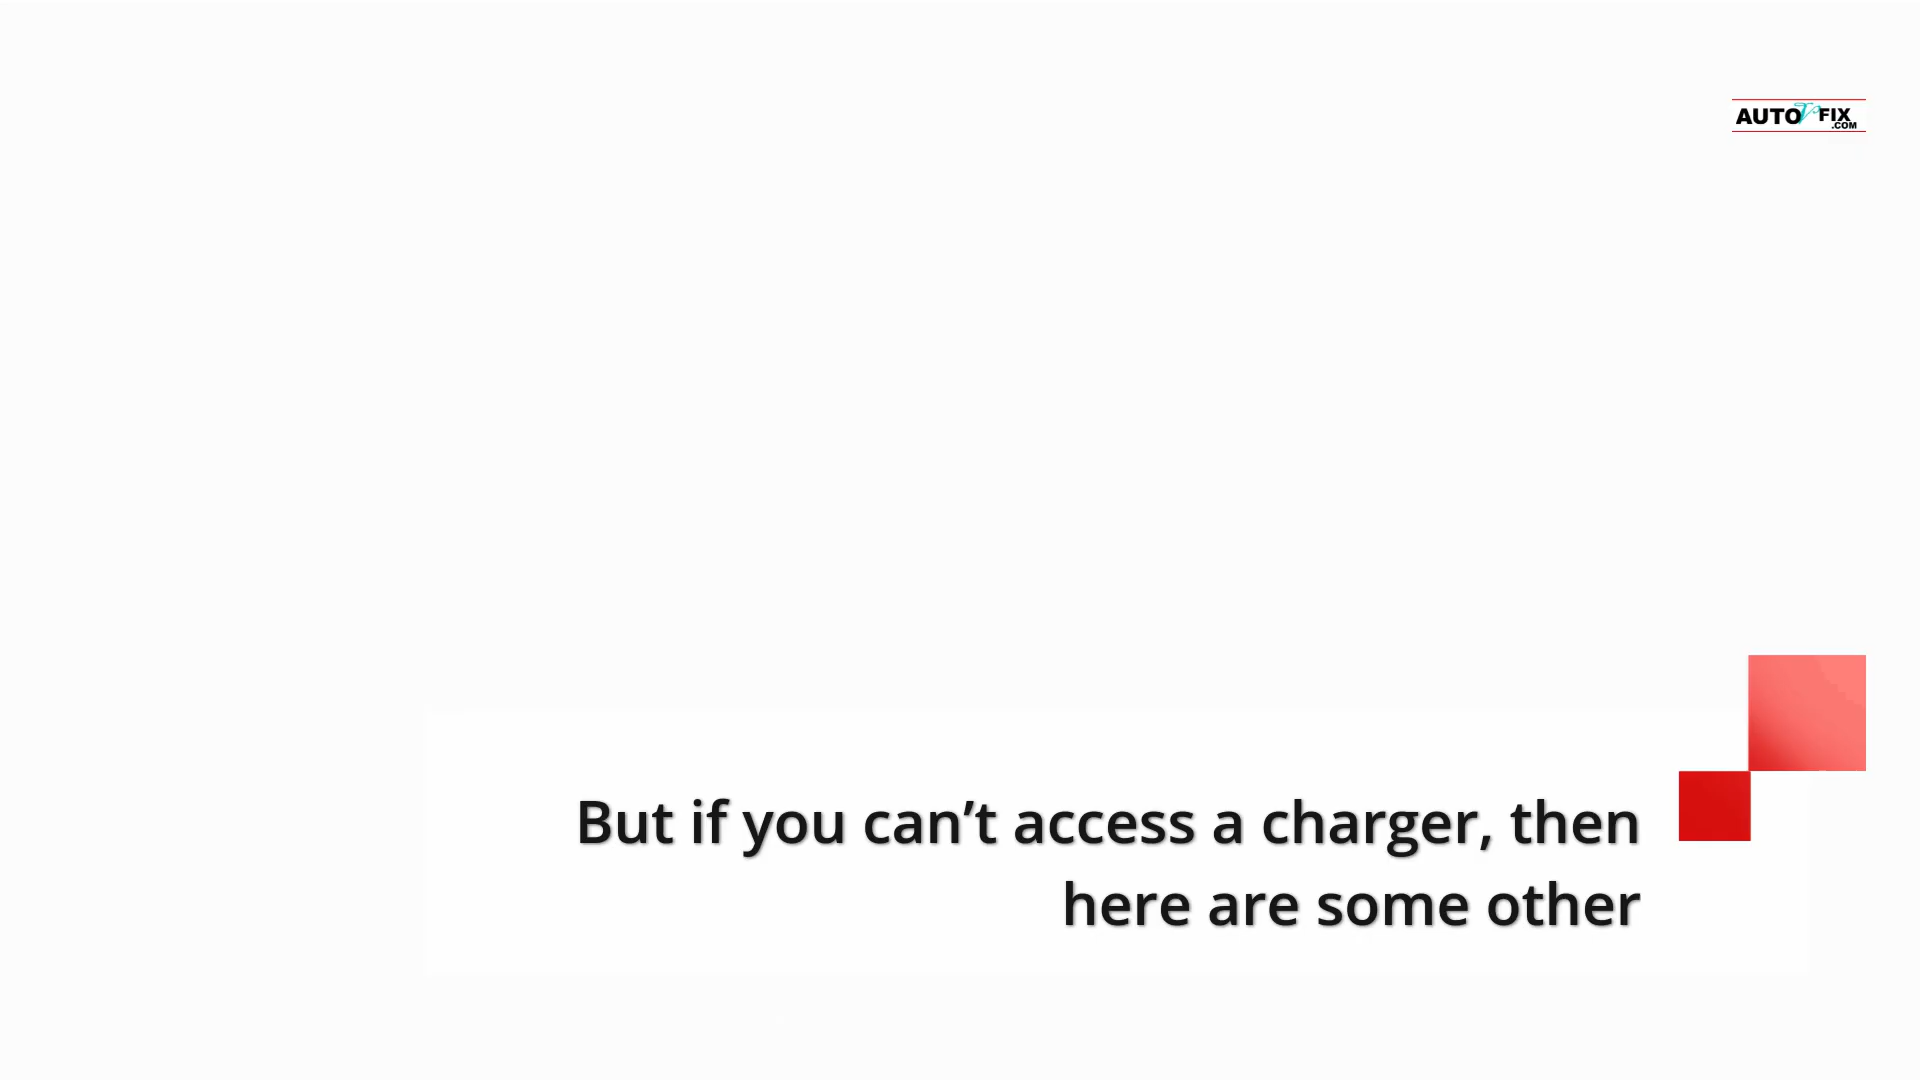 AUTO FIX
.COM
But if you can’t access a charger, then
here are some other